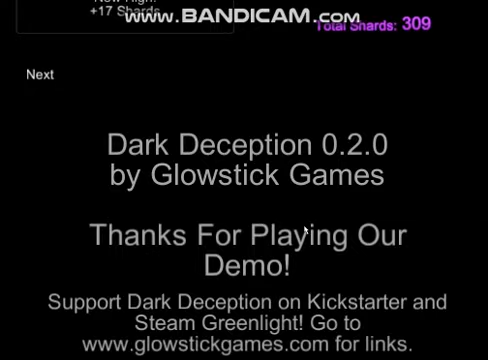 www.BANDICAM.com
+17 Shards
Total Shards: 309
Next
Dark Deception 0.2.0
by Glowstick Games
Thanks For Playing Our
Demo!
Support Dark Deception on Kickstarter and
Steam Greenlight! Go to
www.glowstickgames.com for links.